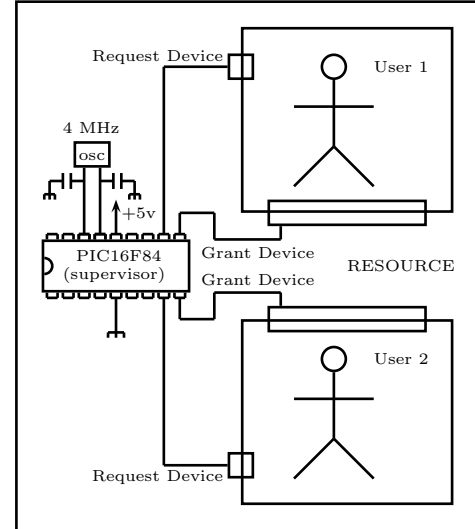 Request Device
User 1
4 MHz
osc
+5v
PIC16F84
(supervisor)
Grant Device
RESOURCE
Grant Device
User 2
Request Device